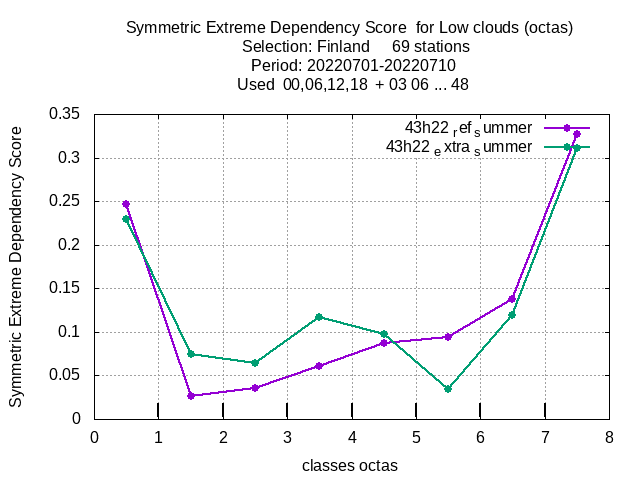 Symmetric Extreme Dependency Score for Low clouds (octas)
Selection: Finland 69 stations
Period: 20220701-20220710
Used 00,06,12,18 + 03 06 ... 48
43h22 ref summer
43h22 extra summer
Symmetric Extreme Dependency Score
0.35
0.3
0.25
0.2
0.15
0.1
0.05
0
0 1 2 3 4 5 6 7 8
classes octas